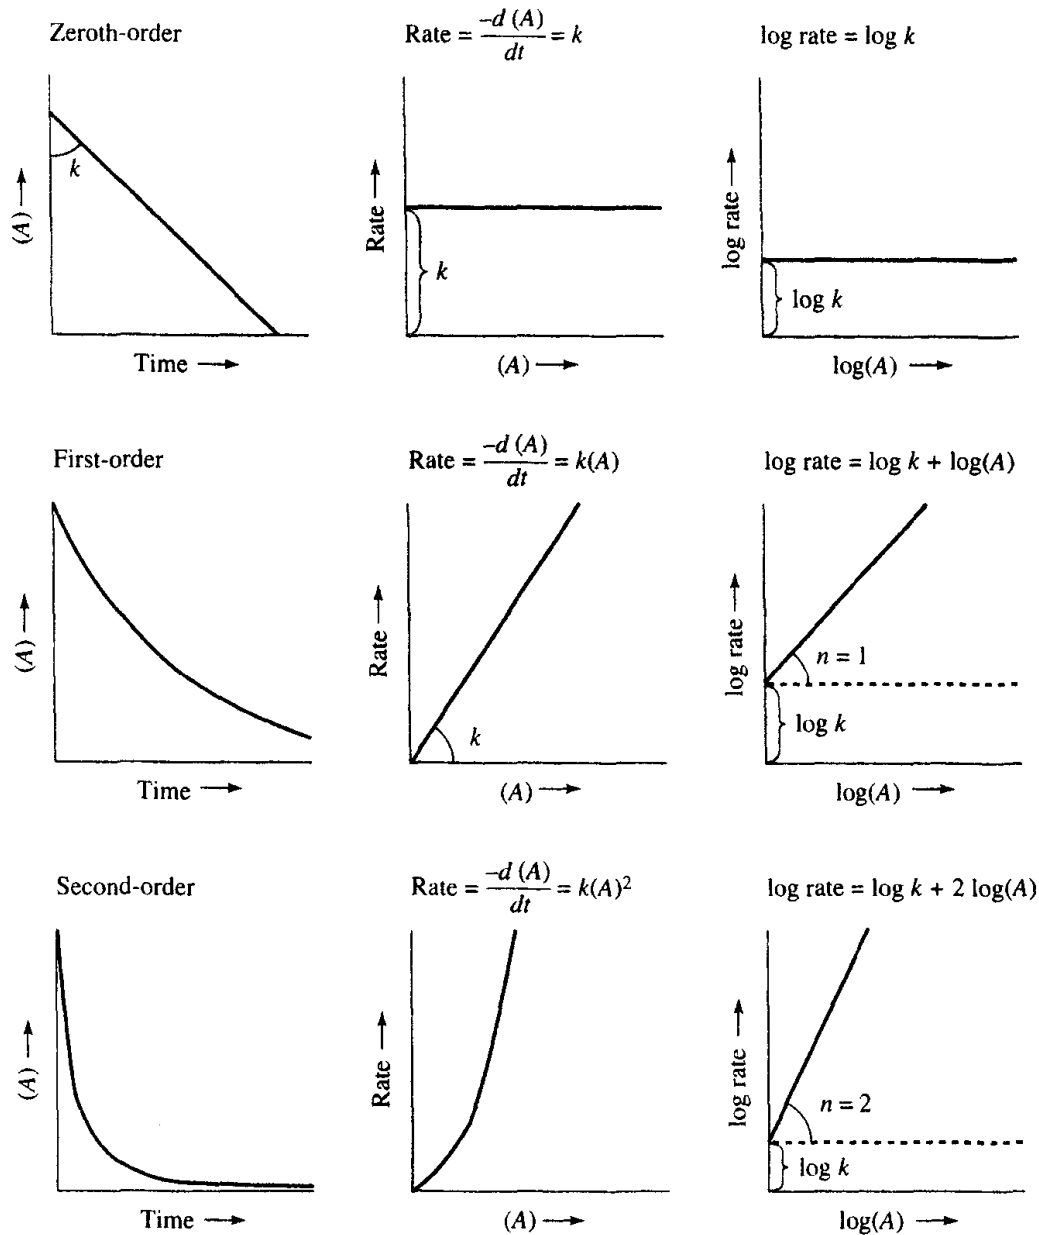 Zeroth-order
Rate = -d (A) / dt = k
log rate = log k
(A) →
k
Time →
Rate →
k
(A) →
log rate →
log k
log(A) →
First-order
Rate = -d (A) / dt = k(A)
log rate = log k + log(A)
(A) →
Time →
Rate →
k
(A) →
log rate →
n = 1
log k
log(A) →
Second-order
Rate = -d (A) / dt = k(A)²
log rate = log k + 2 log(A)
(A) →
Time →
Rate →
(A) →
log rate →
n = 2
log k
log(A) →